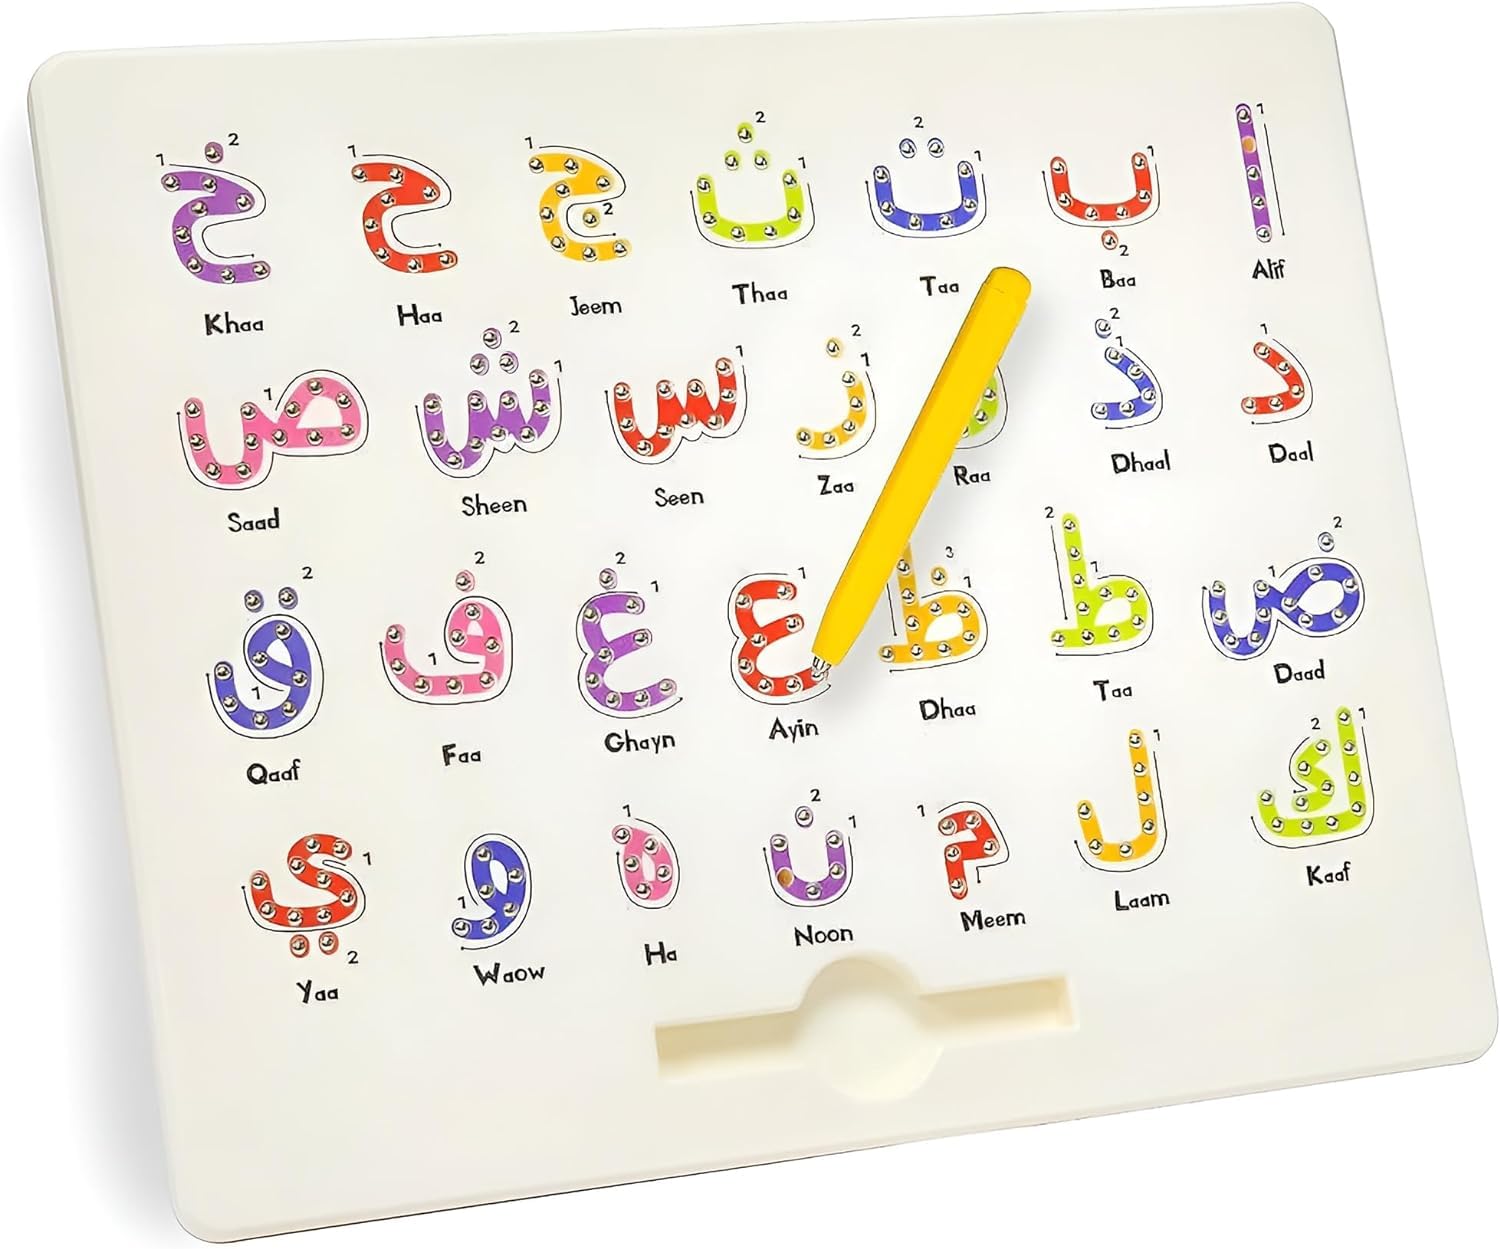 ا ب ت ث ج ح خ
Alif Baa Taa Thaa Jeem Haa Khaa
د ذ ز س ش ص
Daal Dhaal Raa Zaa Seen Sheen Saad
ض ط ظ ع غ ف ق
Daad Taa Dhaa Ayin Ghayn Faa Qaaf
ك ل م ن ه و ي
Kaaf Laam Meem Noon Ha Waow Yaa